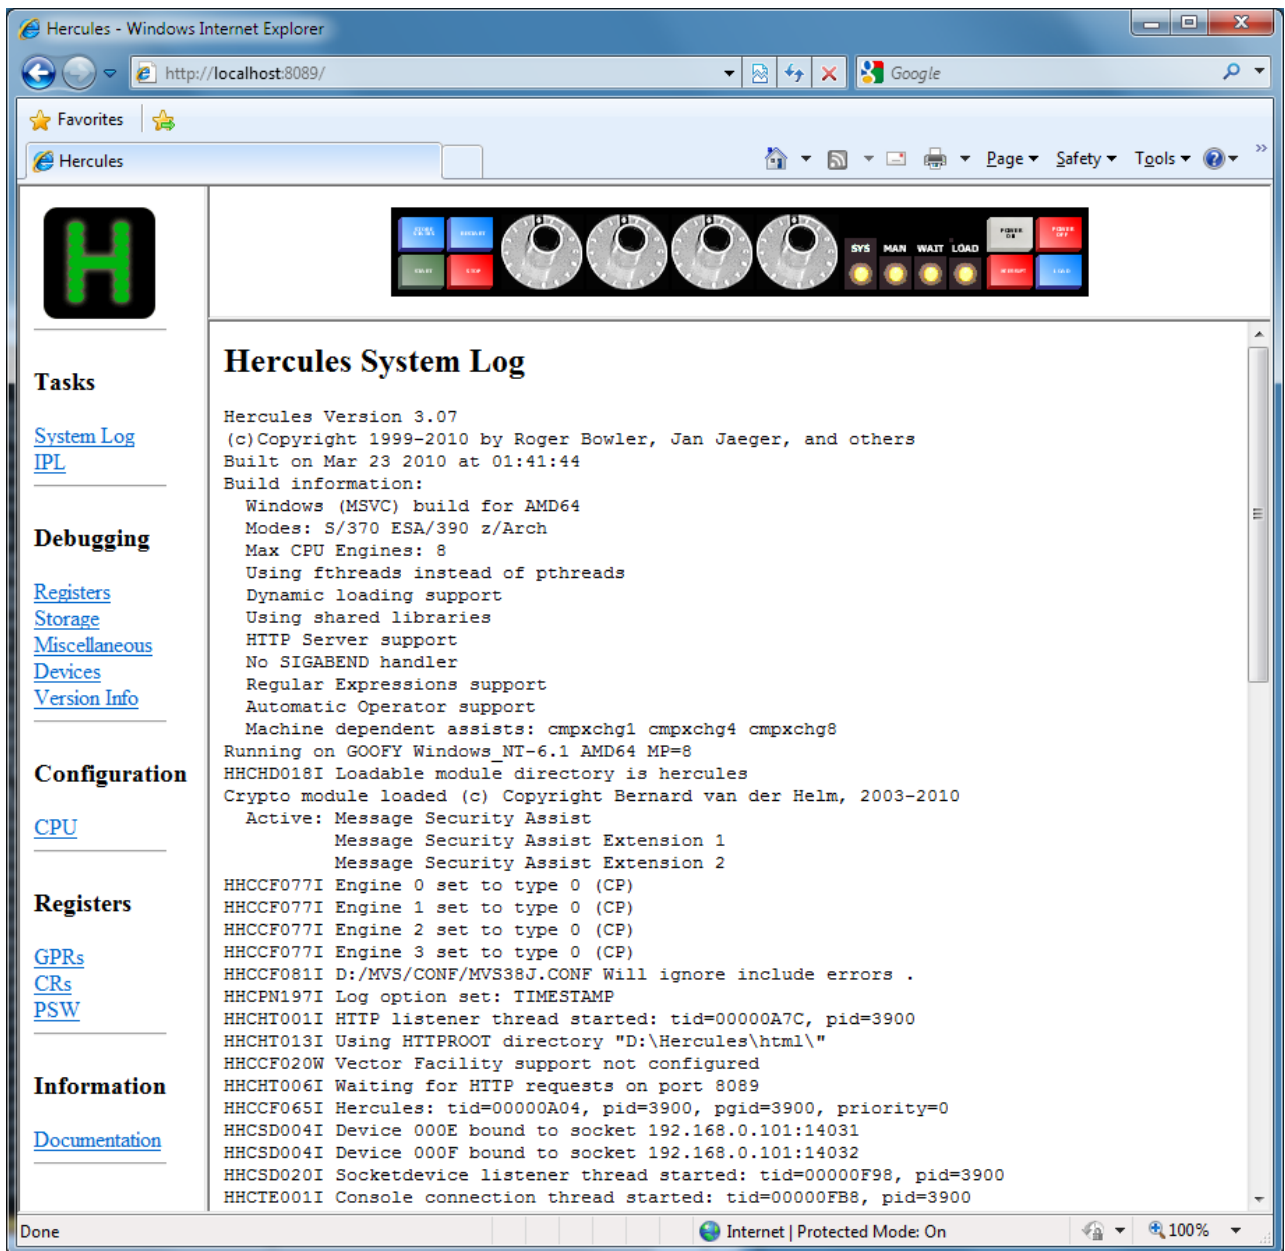 Hercules - Windows Internet Explorer
http://localhost:8089/
Google
Favorites
Hercules
Page
Safety
Tools
H
SYS MAN WAIT LOAD
POWER ON
POWER OFF
START
STOP
INTERRUPT
LOAD
Tasks
System Log
IPL
Debugging
Registers
Storage
Miscellaneous
Devices
Version Info
Configuration
CPU
Registers
GPRs
CRs
PSW
Information
Documentation
Hercules System Log
Hercules Version 3.07
(c)Copyright 1999-2010 by Roger Bowler, Jan Jaeger, and others
Built on Mar 23 2010 at 01:41:44
Build information:
Windows (MSVC) build for AMD64
Modes: S/370 ESA/390 z/Arch
Max CPU Engines: 8
Using fthreads instead of pthreads
Dynamic loading support
Using shared libraries
HTTP Server support
No SIGABEND handler
Regular Expressions support
Automatic Operator support
Machine dependent assists: cmpxchg1 cmpxchg4 cmpxchg8
Running on GOOFY Windows_NT-6.1 AMD64 MP=8
HHCHD018I Loadable module directory is hercules
Crypto module loaded (c) Copyright Bernard van der Helm, 2003-2010
Active: Message Security Assist
Message Security Assist Extension 1
Message Security Assist Extension 2
HHCCF077I Engine 0 set to type 0 (CP)
HHCCF077I Engine 1 set to type 0 (CP)
HHCCF077I Engine 2 set to type 0 (CP)
HHCCF077I Engine 3 set to type 0 (CP)
HHCCF081I D:/MVS/CONF/MVS38J.CONF Will ignore include errors .
HHCPN197I Log option set: TIMESTAMP
HHCHT001I HTTP listener thread started: tid=00000A7C, pid=3900
HHCHT013I Using HTTPROOT directory "D:\Hercules\html\"
HHCCF020W Vector Facility support not configured
HHCHT006I Waiting for HTTP requests on port 8089
HHCCF065I Hercules: tid=00000A04, pid=3900, pgid=3900, priority=0
HHCSD004I Device 000E bound to socket 192.168.0.101:14031
HHCSD004I Device 000F bound to socket 192.168.0.101:14032
HHCSD020I Socketdevice listener thread started: tid=00000F98, pid=3900
HHCTE001I Console connection thread started: tid=00000FB8, pid=3900
Done
Internet | Protected Mode: On
100%